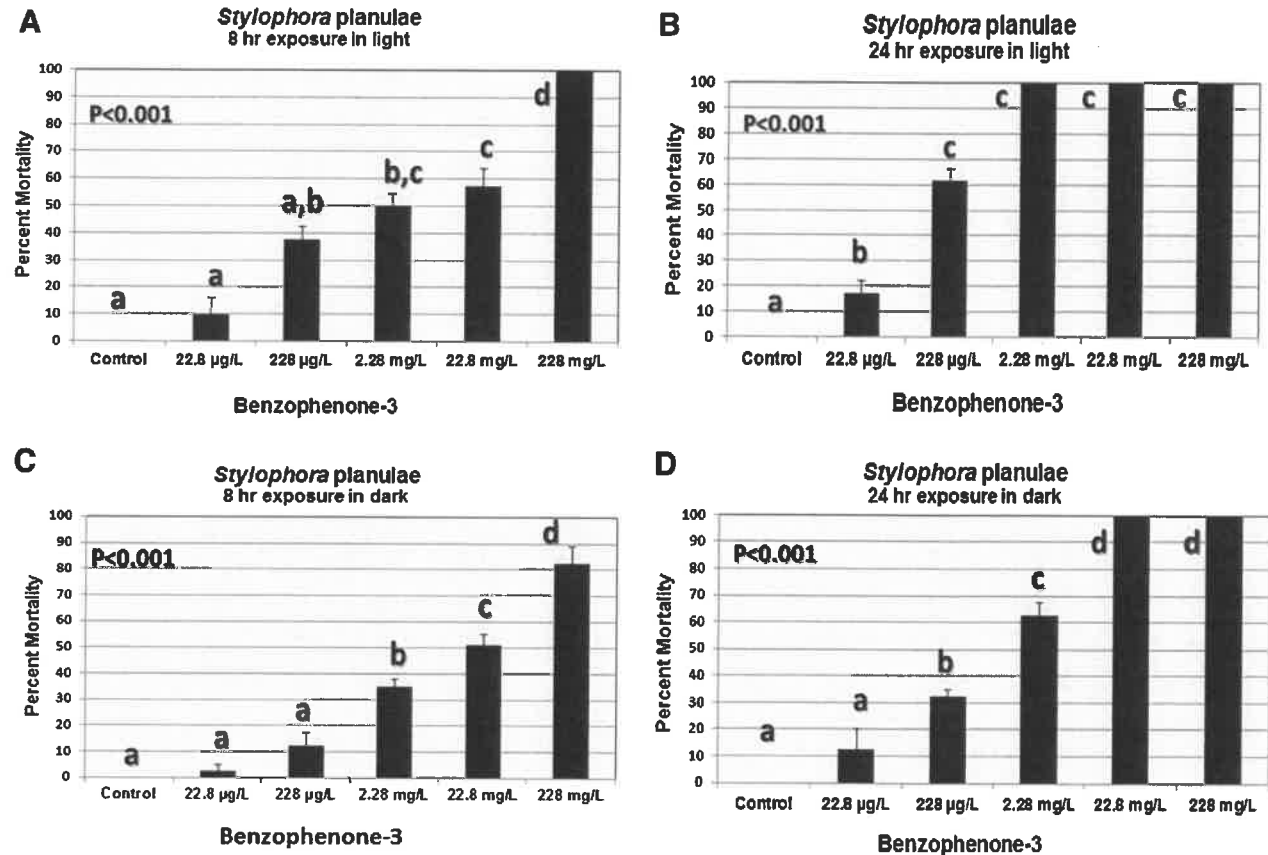 A
Stylophora planulae
8 hr exposure in light
Percent Mortality
100
90
80
70
60
50
40
30
20
10
0
P<0.001
a
a
a,b
b,c
c
d
Control 22.8 µg/L 228 µg/L 2.28 mg/L 22.8 mg/L 228 mg/L
Benzophenone-3
B
Stylophora planulae
24 hr exposure in light
Percent Mortality
100
90
80
70
60
50
40
30
20
10
0
P<0.001
a
b
c
c
c
c
Control 22.8 µg/L 228 µg/L 2.28 mg/L 22.8 mg/L 228 mg/L
Benzophenone-3
C
Stylophora planulae
8 hr exposure in dark
Percent Mortality
100
90
80
70
60
50
40
30
20
10
0
P<0.001
a
a
a
b
c
d
Control 22.8 µg/L 228 µg/L 2.28 mg/L 22.8 mg/L 228 mg/L
Benzophenone-3
D
Stylophora planulae
24 hr exposure in dark
Percent Mortality
100
90
80
70
60
50
40
30
20
10
0
P<0.001
a
a
b
c
d
d
Control 22.8 µg/L 228 µg/L 2.28 mg/L 22.8 mg/L 228 mg/L
Benzophenone-3